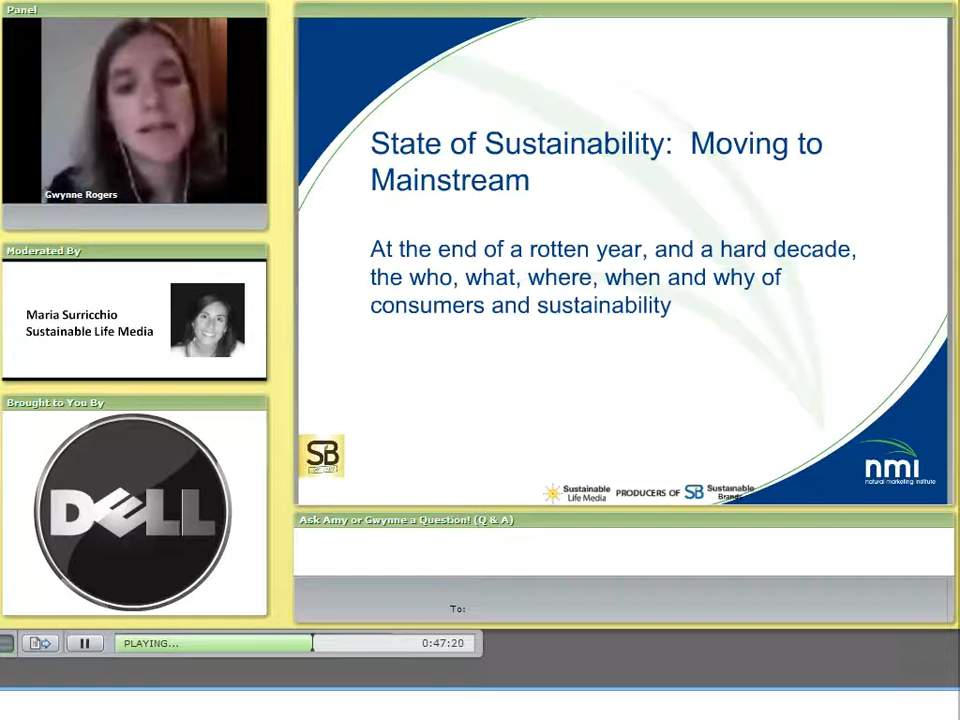 Panel
Gwynne Rogers
Moderated By
Maria Surricchio
Sustainable Life Media
Brought to You By
DELL
State of Sustainability: Moving to
Mainstream
At the end of a rotten year, and a hard decade,
the who, what, where, when and why of
consumers and sustainability
SB
nmi
natural marketing institute
Sustainable
Life Media
PRODUCERS OF
SB
Sustainable
Brands
Ask Amy or Gwynne a Question! (Q & A)
To:
PLAYING...
0:47:20